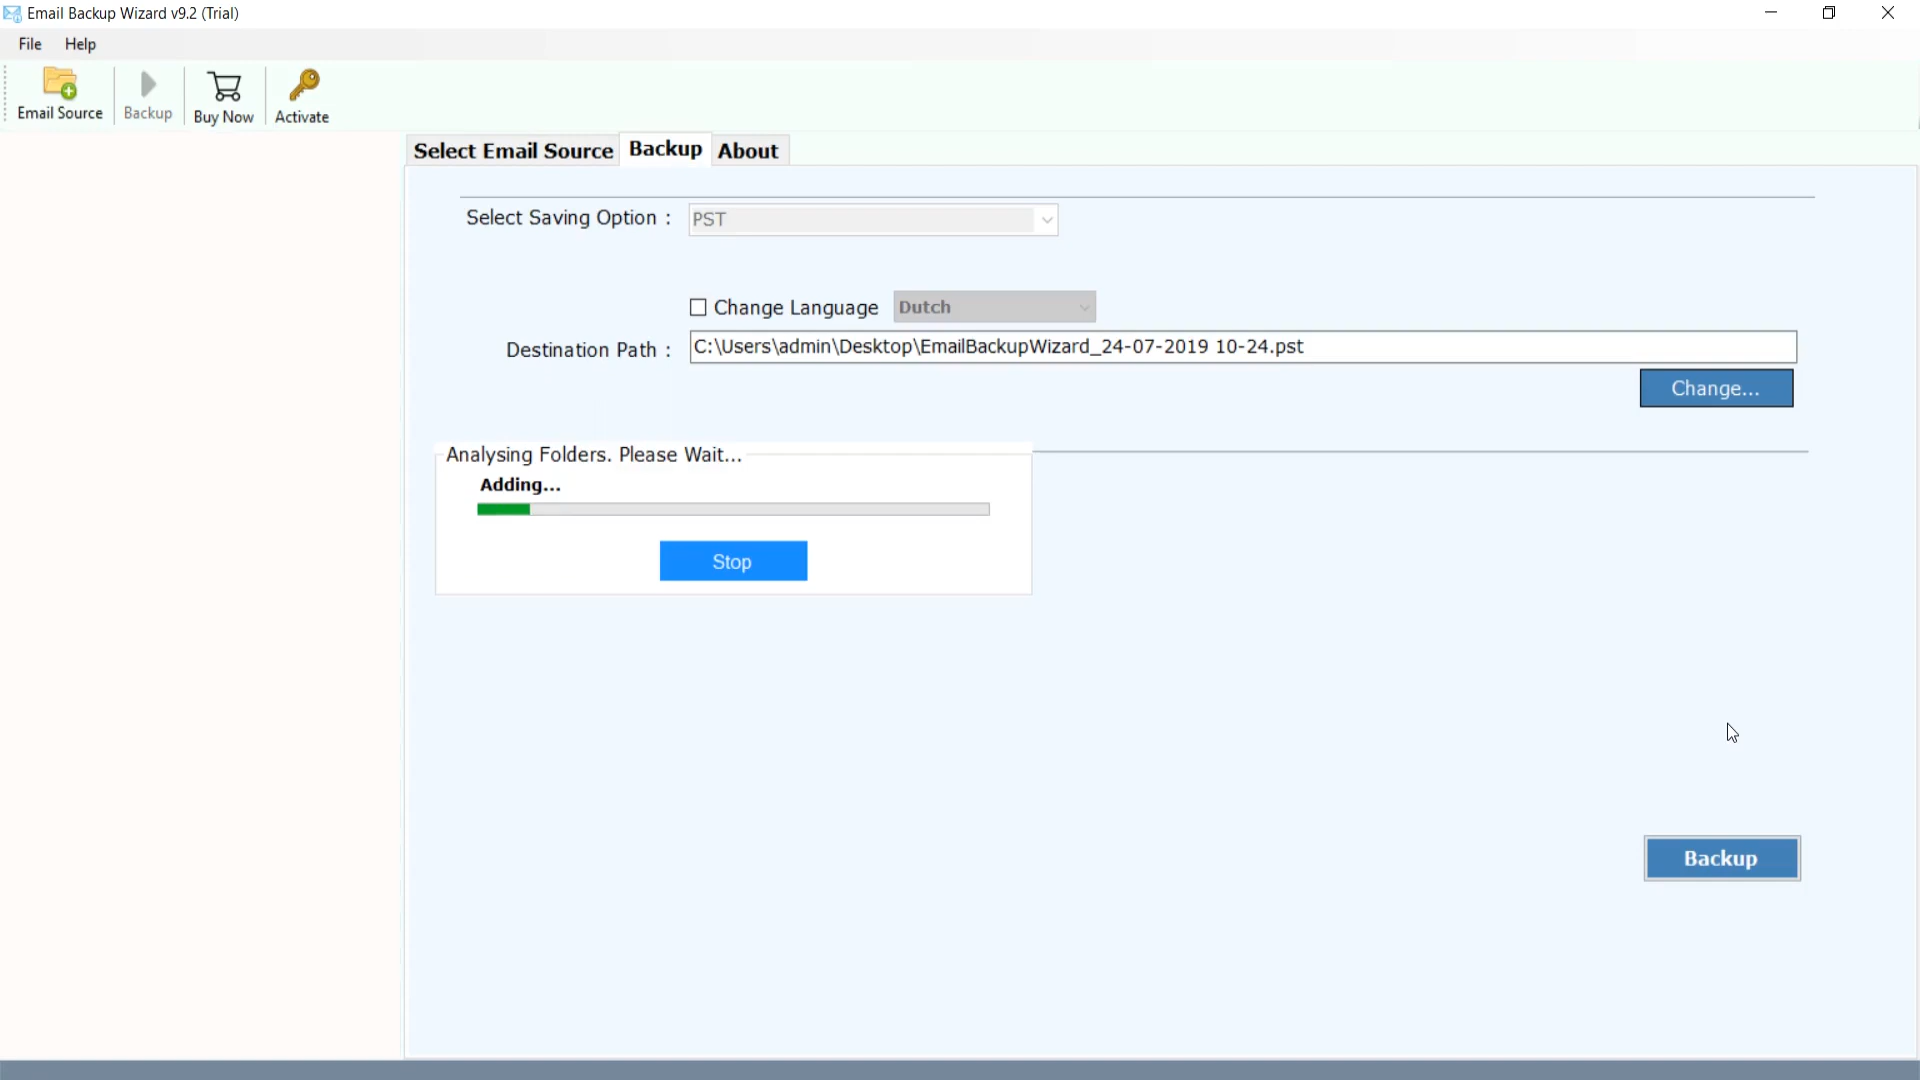 Email Backup Wizard v9.2 (Trial)
File Help
Email Source Backup Buy Now Activate
Select Email Source Backup About
Select Saving Option : PST
Change Language Dutch
Destination Path : C:\Users\admin\Desktop\EmailBackupWizard_24-07-2019 10-24.pst
Change...
Analysing Folders. Please Wait...
Adding...
Stop
Backup